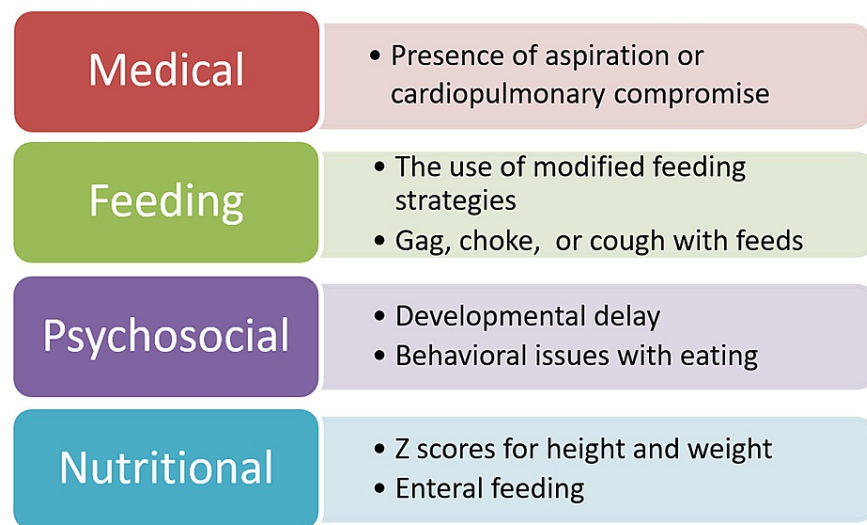 Medical
• Presence of aspiration or
cardiopulmonary compromise
Feeding
• The use of modified feeding
strategies
• Gag, choke, or cough with feeds
Psychosocial
• Developmental delay
• Behavioral issues with eating
Nutritional
• Z scores for height and weight
• Enteral feeding